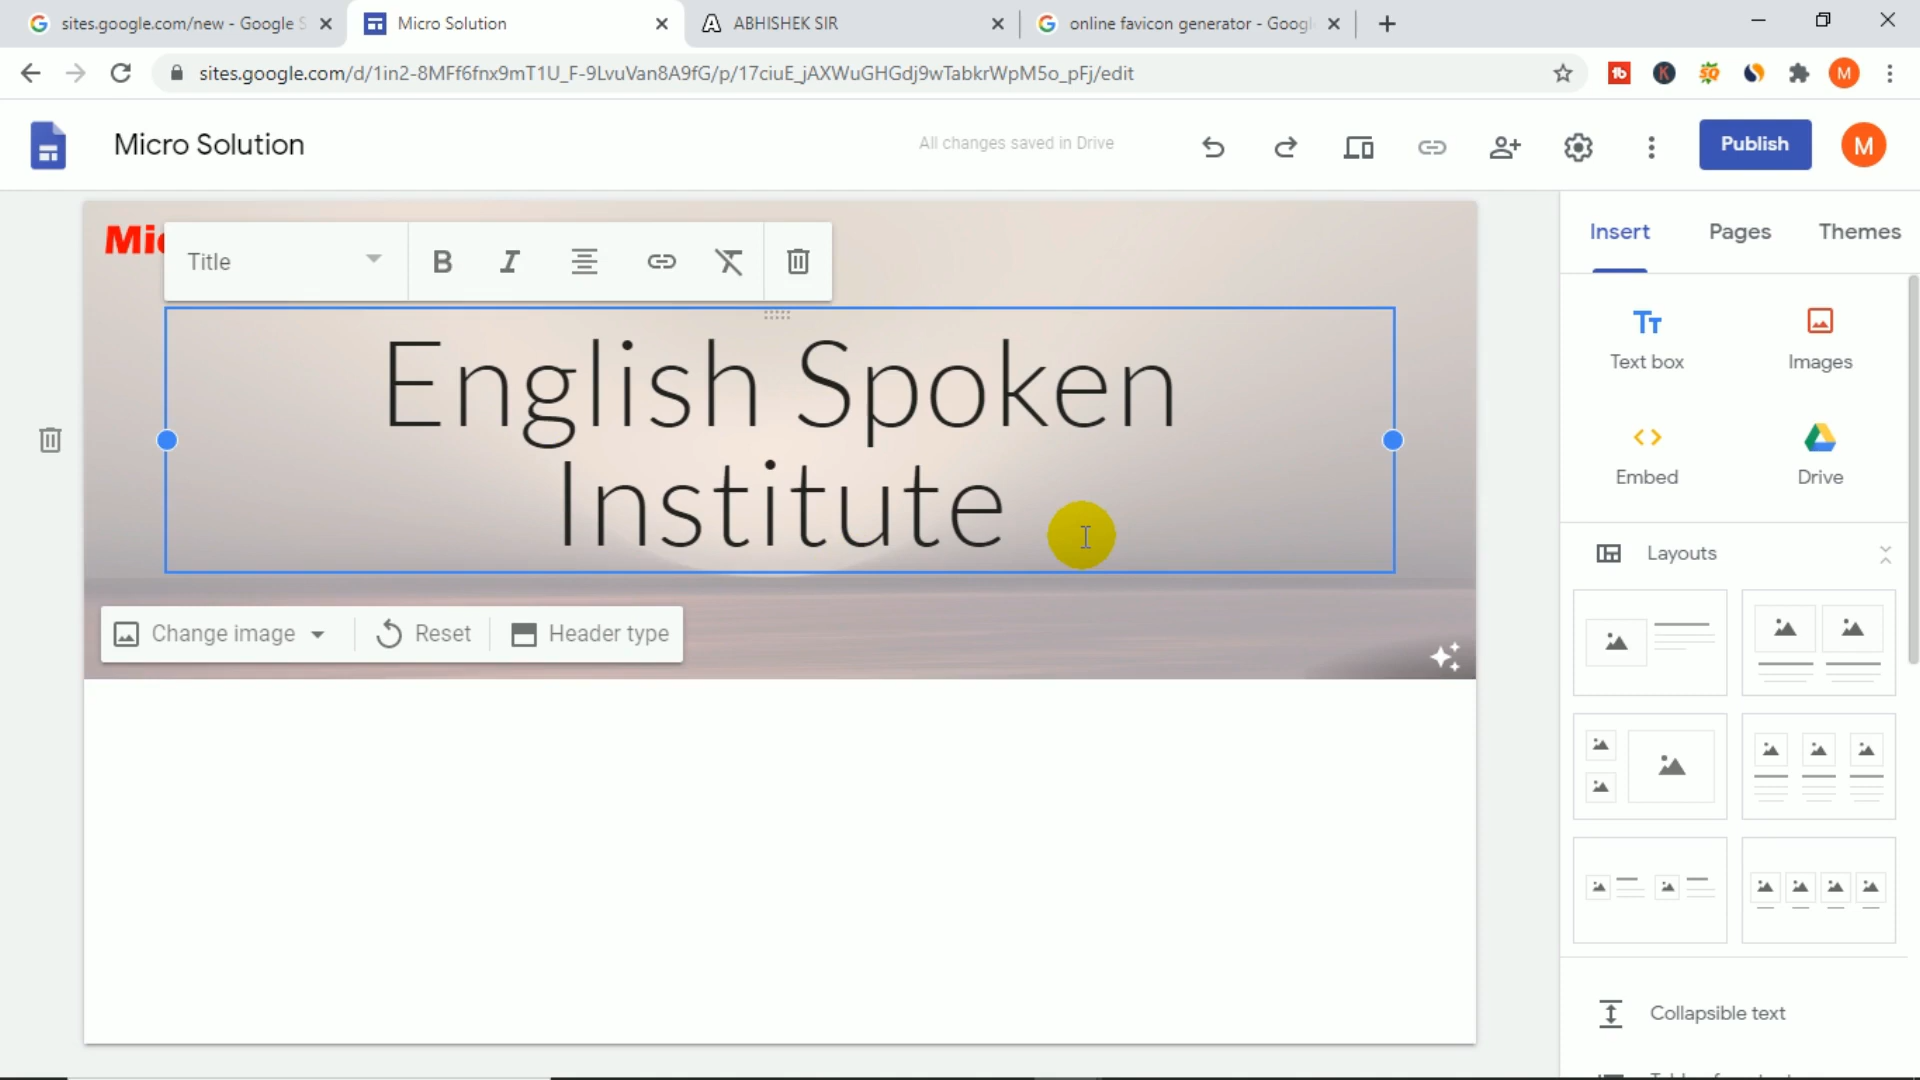 sites.google.com/new - Google S
Micro Solution
ABHISHEK SIR
online favicon generator - Googl
sites.google.com/d/1in2-8MFf6fnx9mT1U_F-9LvuVan8A9fG/p/17ciuE_jAXWuGHGdj9wTabkrWpM5o_pFj/edit
M
Micro Solution
All changes saved in Drive
Publish
M
Insert
Pages
Themes
Mic
Title
B
I
English Spoken
Institute
Text box
Images
Embed
Drive
Change image
Reset
Header type
Layouts
Collapsible text